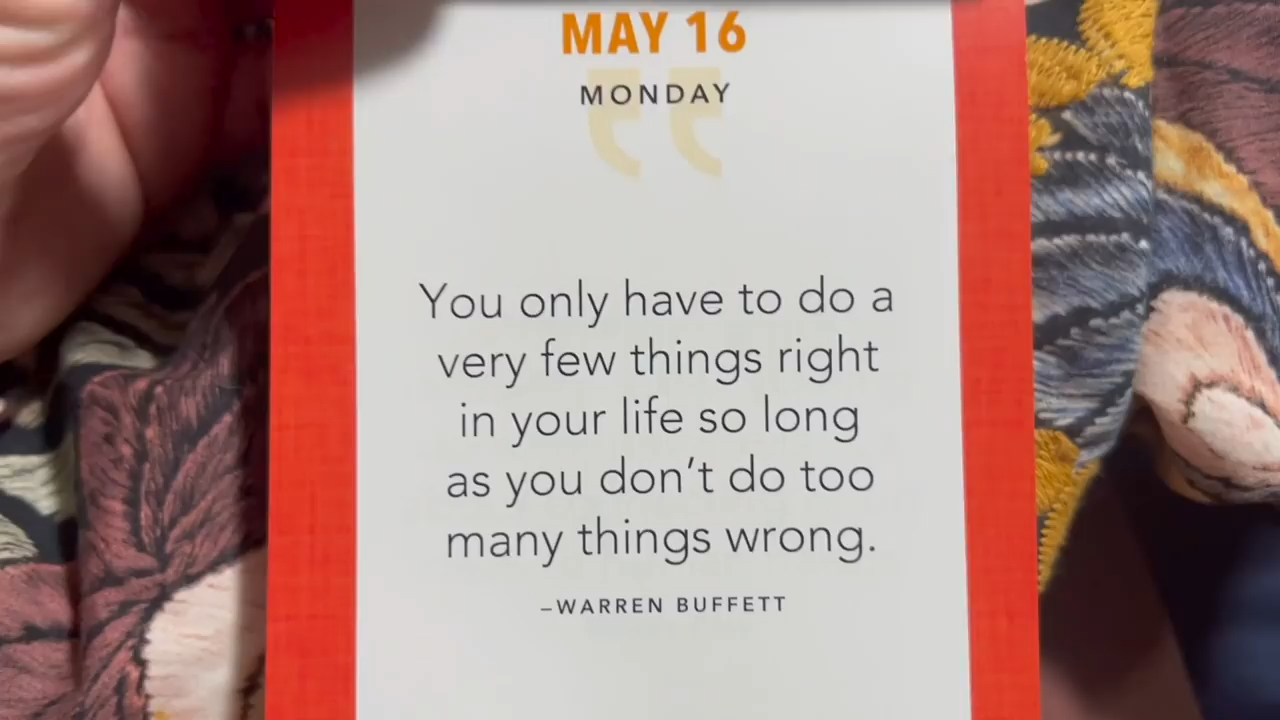 MAY 16
MONDAY
You only have to do a
very few things right
in your life so long
as you don't do too
many things wrong.
–WARREN BUFFETT